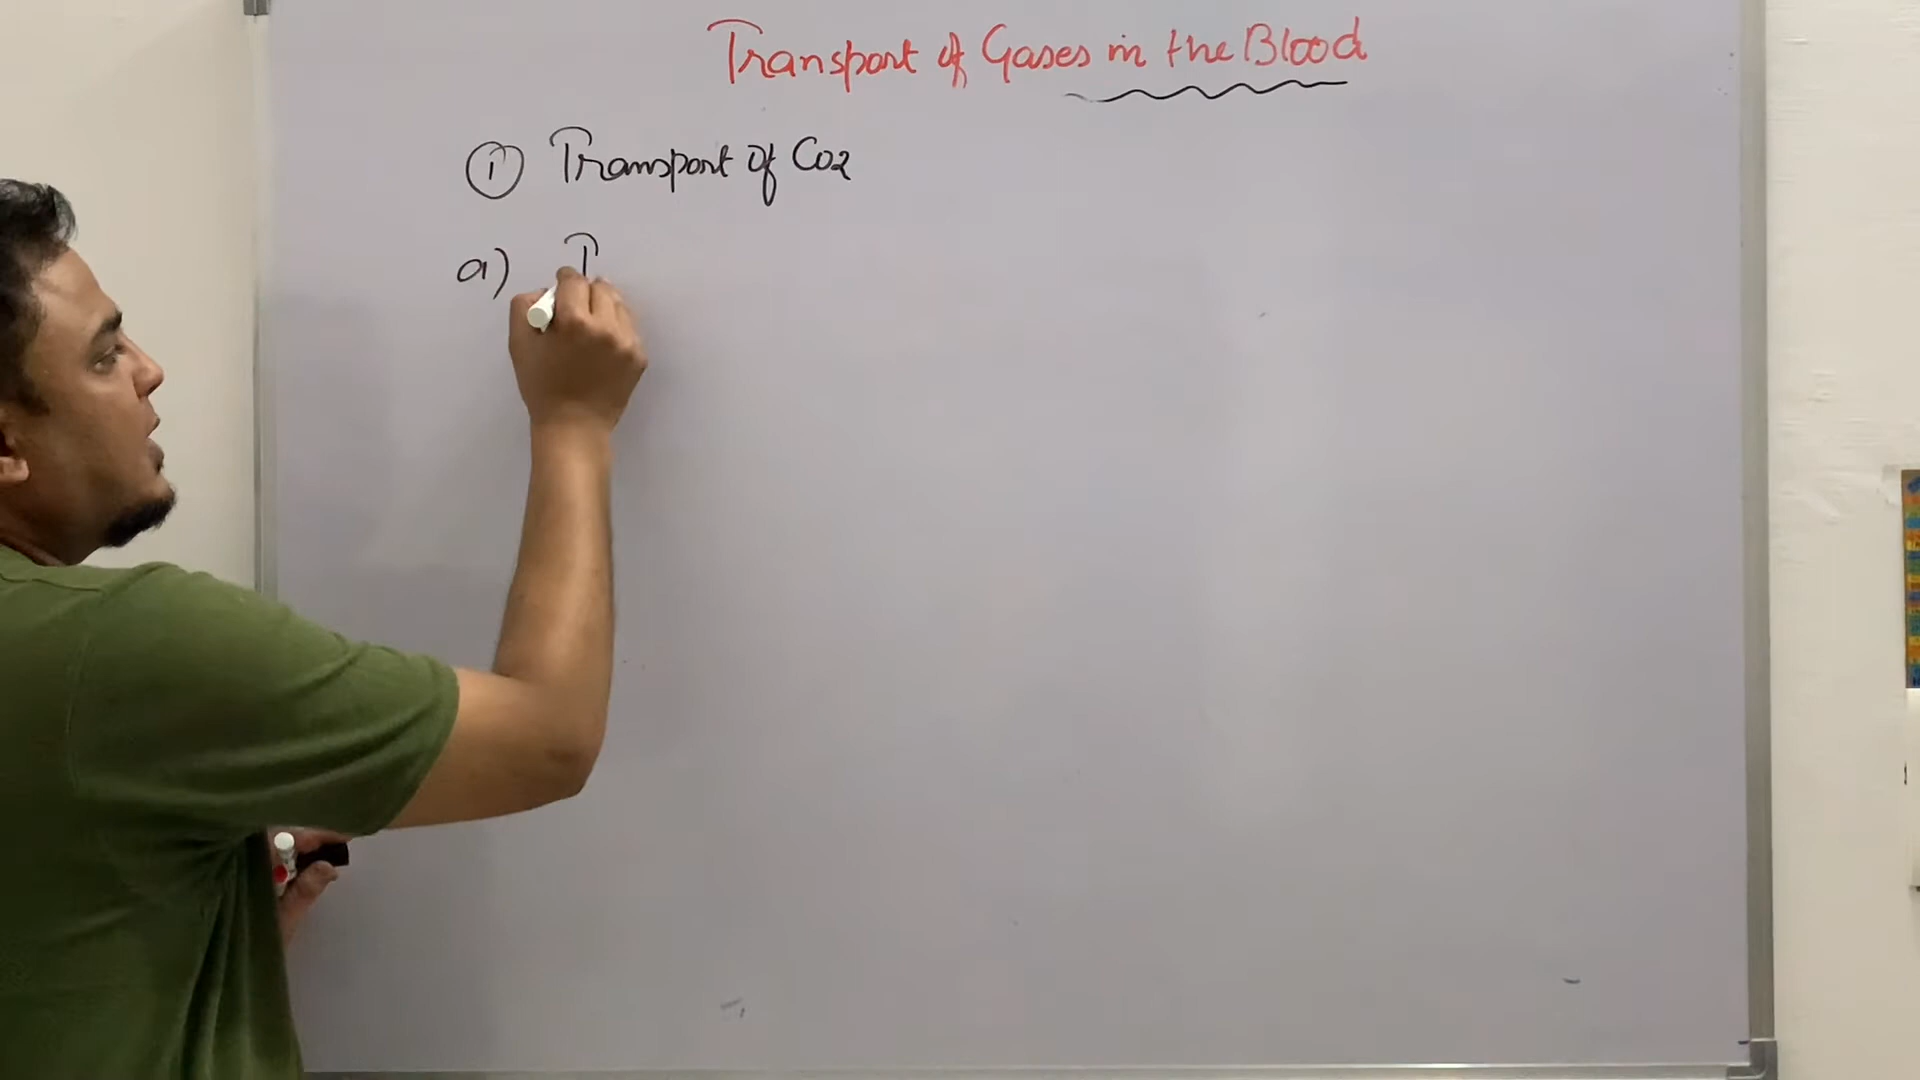 Transport of Gases in the Blood
① Transport of Co2
a) T